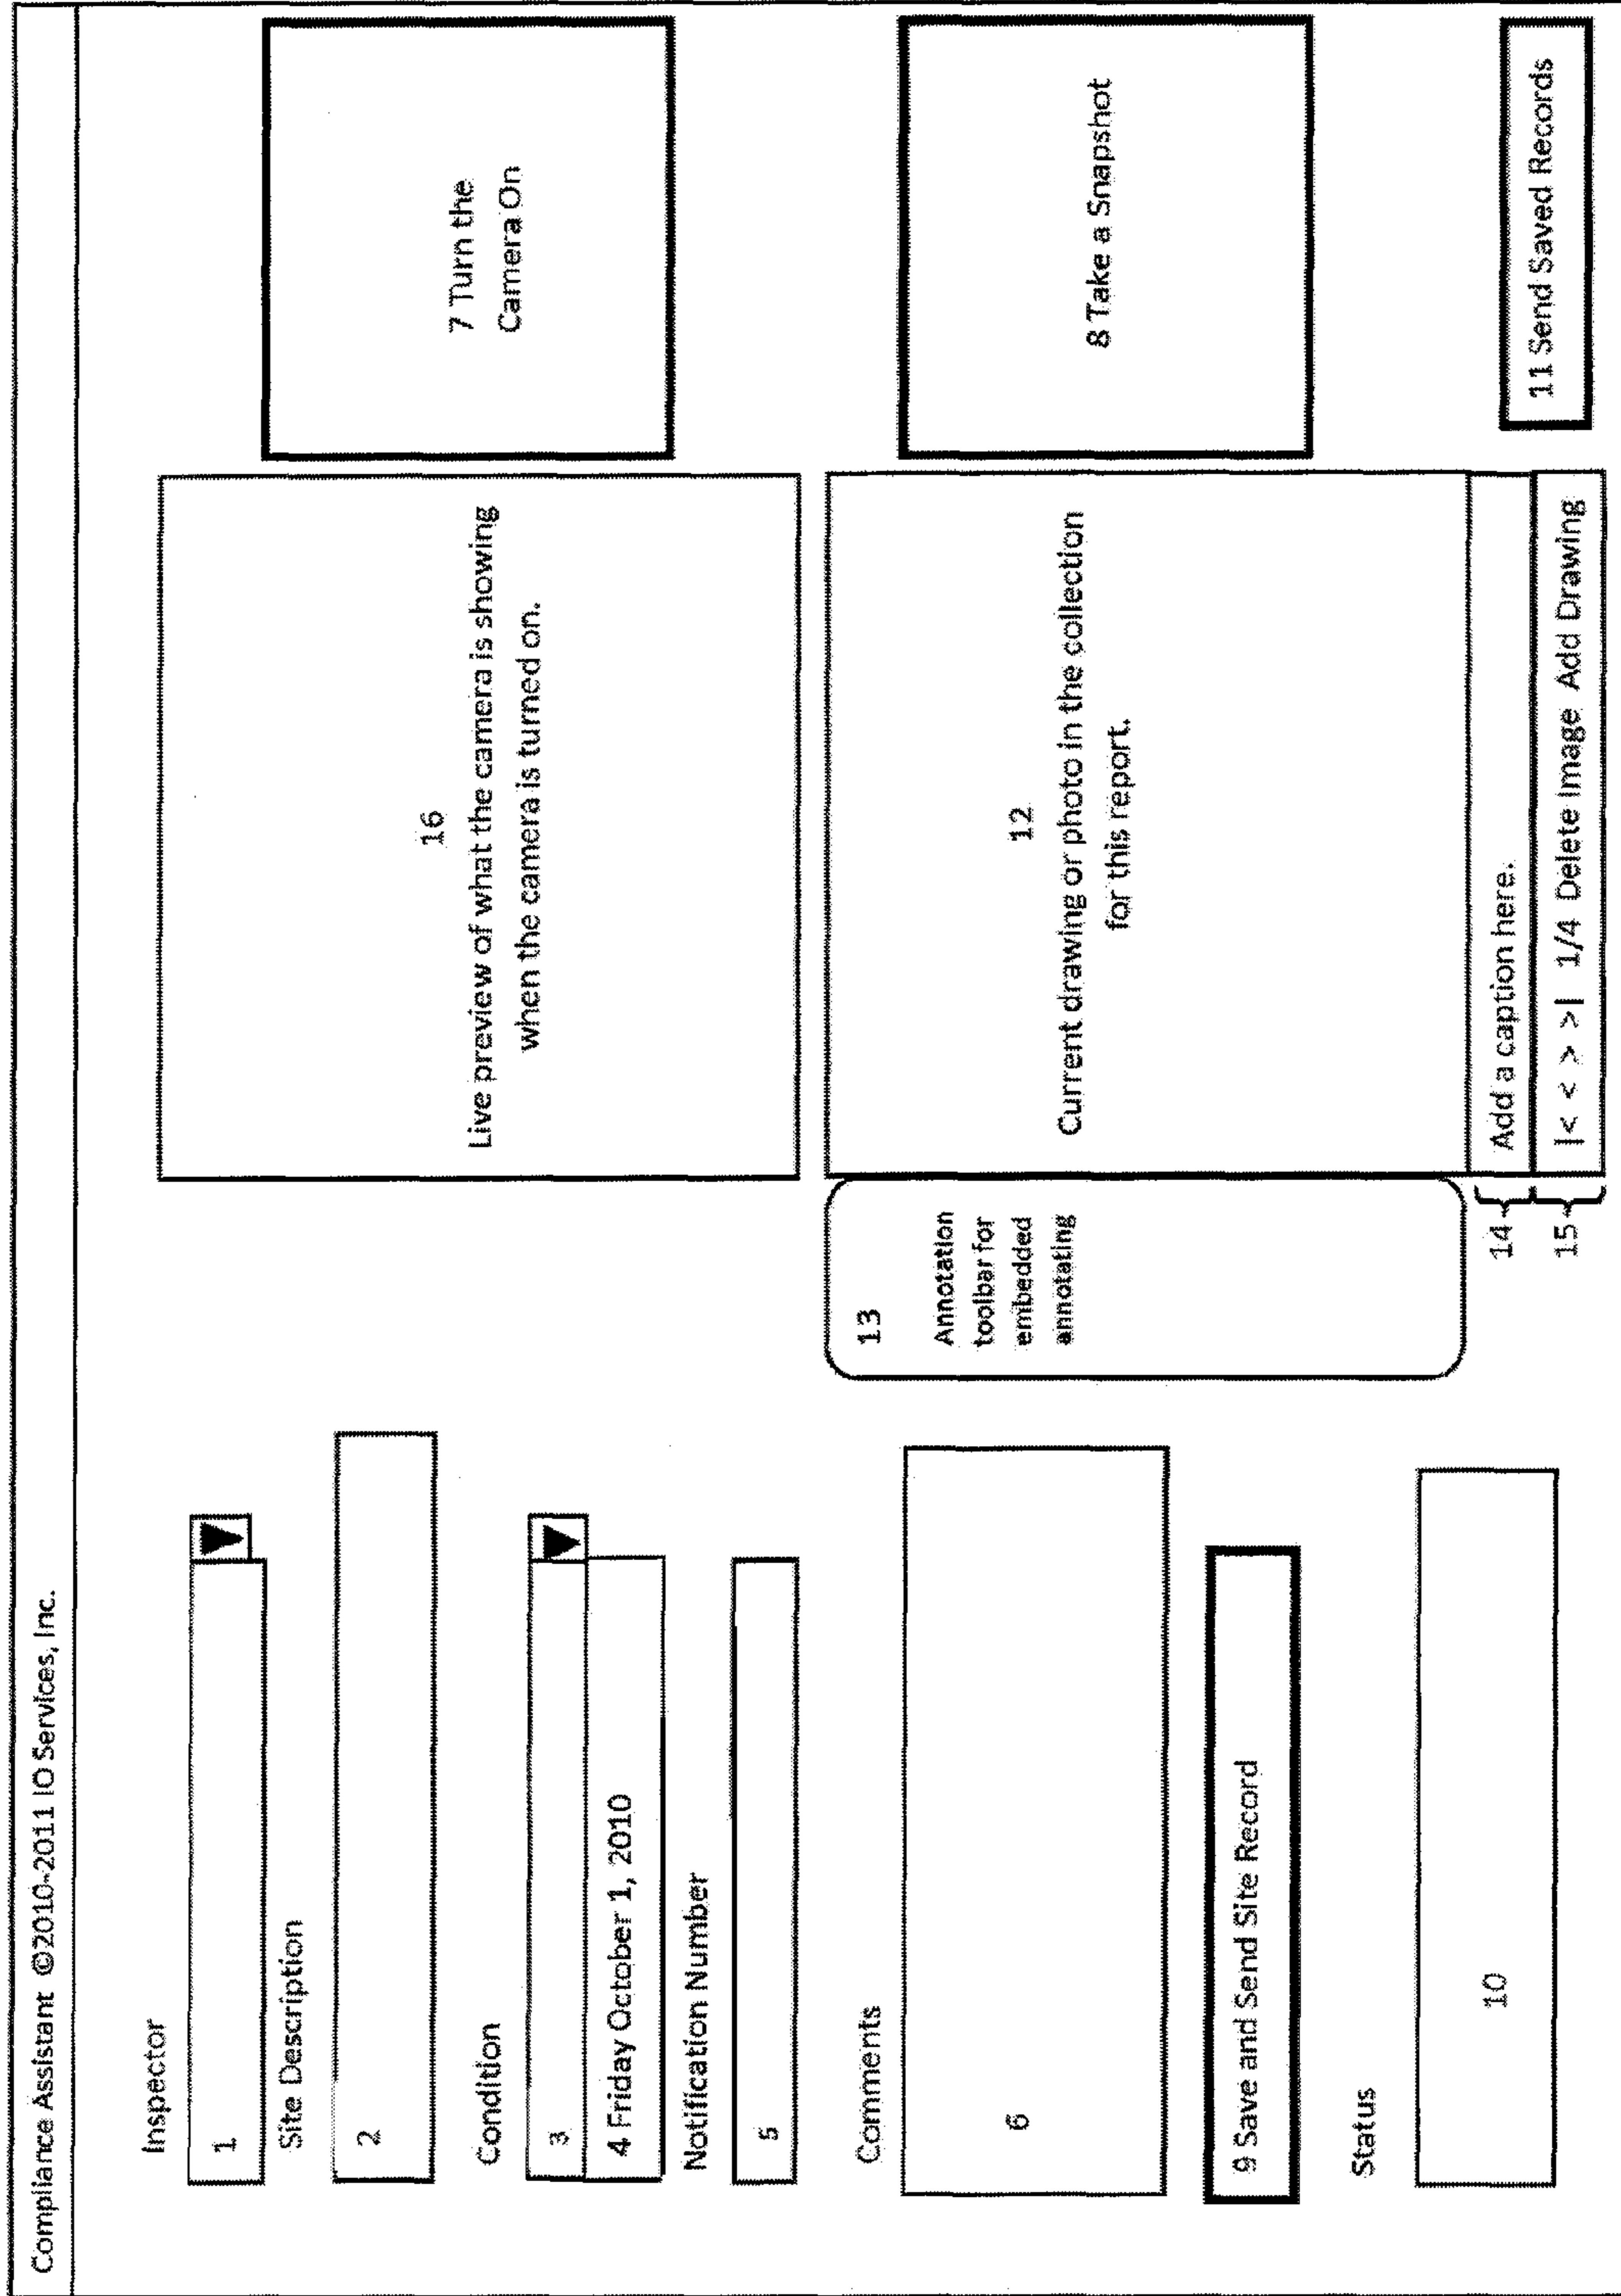 Compliance Assistant ©2010-2011 IO Services, Inc.
Inspector
1
Site Description
2
Condition
3
4 Friday October 1, 2010
Notification Number
5
Comments
6
9 Save and Send Site Record
Status
10
16
Live preview of what the camera is showing
when the camera is turned on.
7 Turn the
Camera On
13
Annotation
toolbar for
embedded
annotating
12
Current drawing or photo in the collection
for this report.
8 Take a Snapshot
14
Add a caption here.
15
|< < > >| 1/4 Delete Image Add Drawing
11 Send Saved Records